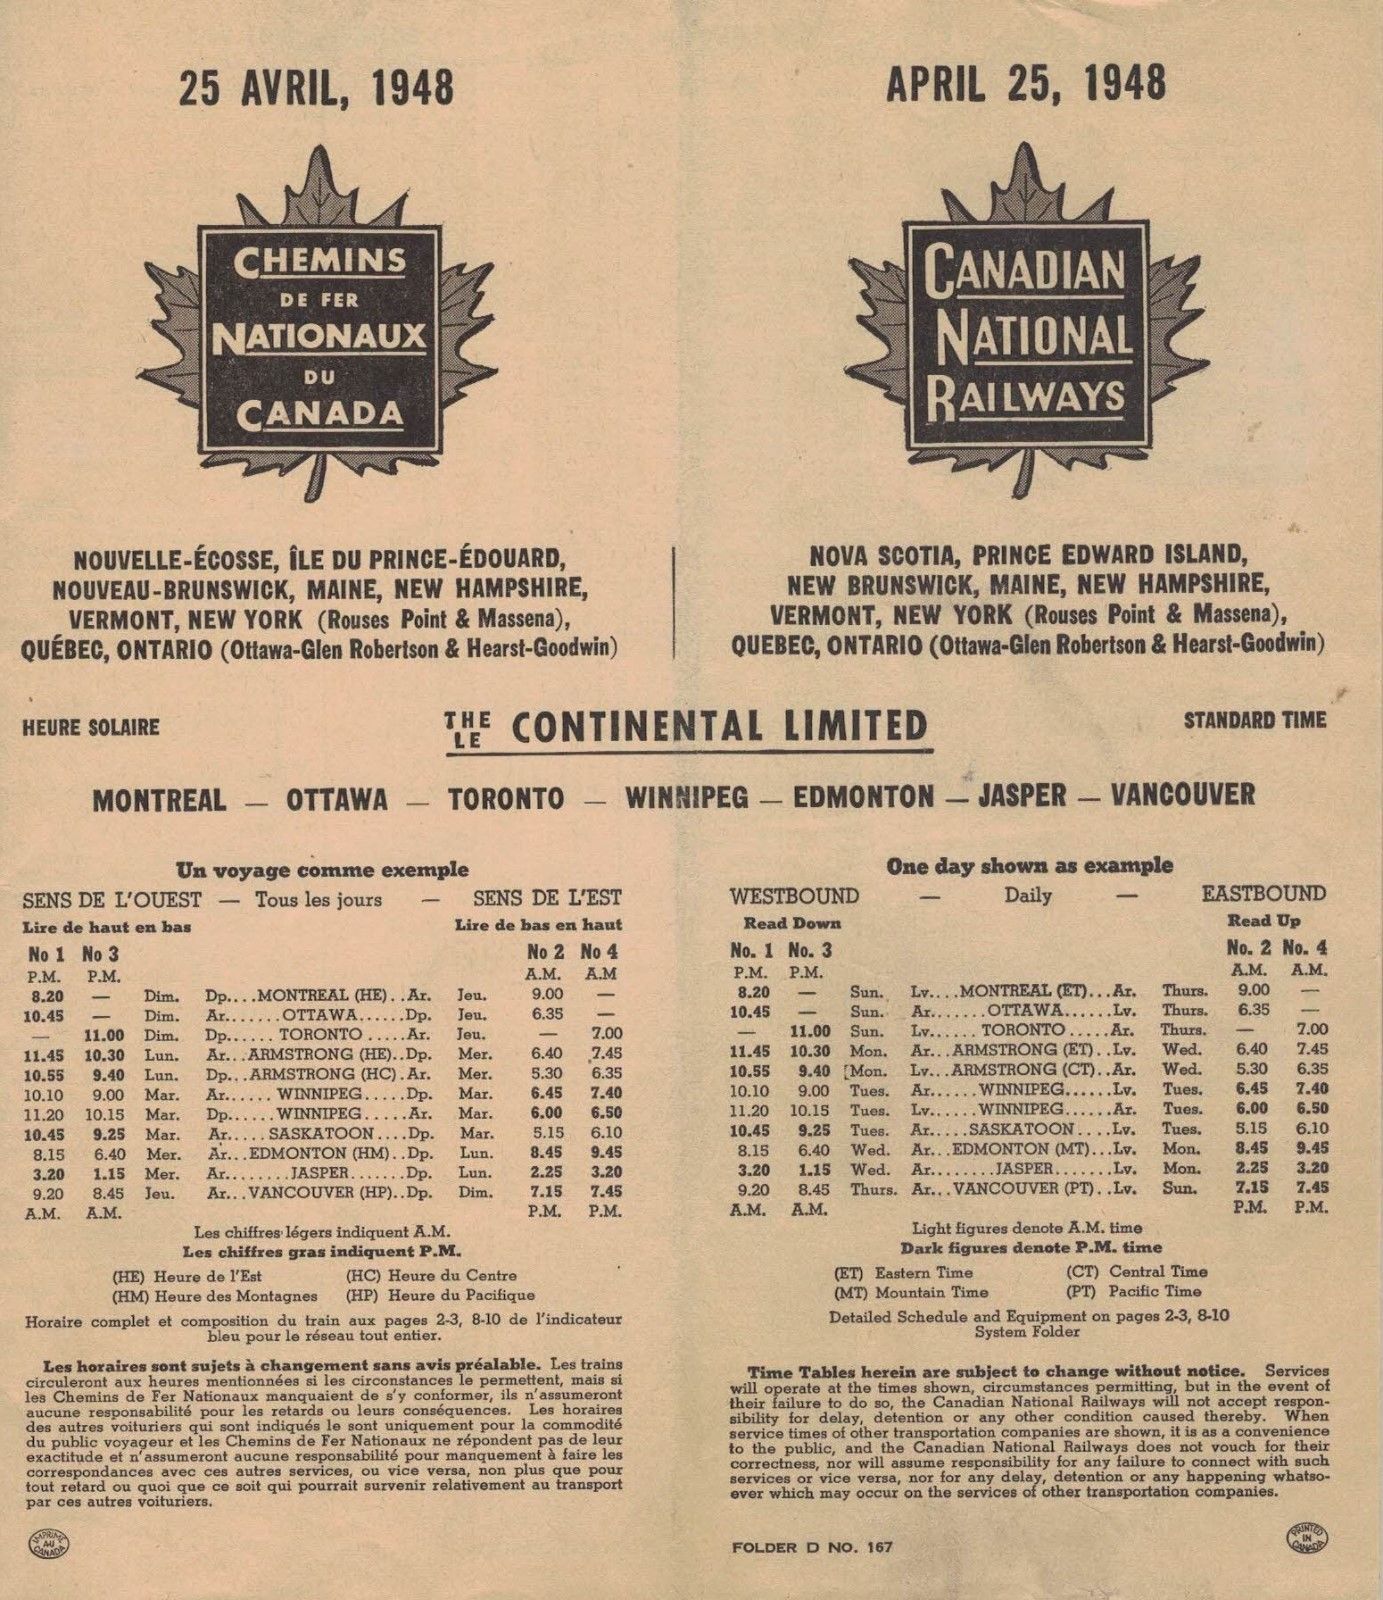 25 AVRIL, 1948
CHEMINS
DE FER
NATIONAUX
DU
CANADA
NOUVELLE-ÉCOSSE, ÎLE DU PRINCE-ÉDOUARD,
NOUVEAU-BRUNSWICK, MAINE, NEW HAMPSHIRE,
VERMONT, NEW YORK (Rouses Point & Massena),
QUÉBEC, ONTARIO (Ottawa-Glen Robertson & Hearst-Goodwin)
APRIL 25, 1948
CANADIAN
NATIONAL
RAILWAYS
NOVA SCOTIA, PRINCE EDWARD ISLAND,
NEW BRUNSWICK, MAINE, NEW HAMPSHIRE,
VERMONT, NEW YORK (Rouses Point & Massena),
QUEBEC, ONTARIO (Ottawa-Glen Robertson & Hearst-Goodwin)
HEURE SOLAIRE
THE LE CONTINENTAL LIMITED
STANDARD TIME
MONTREAL — OTTAWA — TORONTO — WINNIPEG — EDMONTON — JASPER — VANCOUVER
Un voyage comme exemple
SENS DE L'OUEST — Tous les jours — SENS DE L'EST
Lire de haut en bas Lire de bas en haut
No 1 No 3 No 2 No 4
P.M. P.M. A.M. A.M
8.20 — Dim. Dp....MONTREAL (HE)..Ar. Jeu. 9.00 —
10.45 — Dim. Ar.......OTTAWA......Dp. Jeu. 6.35 —
— 11.00 Dim. Dp...... TORONTO .....Ar. Jeu. — 7.00
11.45 10.30 Lun. Ar...ARMSTRONG (HE)..Dp. Mer. 6.40 7.45
10.55 9.40 Lun. Dp...ARMSTRONG (HC).Ar. Mer. 5.30 6.35
10.10 9.00 Mar. Ar...... WINNIPEG.....Dp. Mar. 6.45 7.40
11.20 10.15 Mar. Dp...... WINNIPEG.....Ar. Mar. 6.00 6.50
10.45 9.25 Mar. Ar..... SASKATOON....Dp. Mar. 5.15 6.10
8.15 6.40 Mer. Ar...EDMONTON (HM)..Dp. Lun. 8.45 9.45
3.20 1.15 Mer. Ar........JASPER.......Dp. Lun. 2.25 3.20
9.20 8.45 Jeu. Ar...VANCOUVER (HP)..Dp. Dim. 7.15 7.45
A.M. A.M. P.M. P.M.
Les chiffres légers indiquent A.M.
Les chiffres gras indiquent P.M.
(HE) Heure de l'Est (HC) Heure du Centre
(HM) Heure des Montagnes (HP) Heure du Pacifique
Horaire complet et composition du train aux pages 2-3, 8-10 de l'indicateur
bleu pour le réseau tout entier.
Les horaires sont sujets à changement sans avis préalable. Les trains
circuleront aux heures mentionnées si les circonstances le permettent, mais si
les Chemins de Fer Nationaux manquaient de s'y conformer, ils n'assumeront
aucune responsabilité pour les retards ou leurs conséquences. Les horaires
des autres voituriers qui sont indiqués le sont uniquement pour la commodité
du public voyageur et les Chemins de Fer Nationaux ne répondent pas de leur
exactitude et n'assumeront aucune responsabilité pour manquement à faire les
correspondances avec ces autres services, ou vice versa, non plus que pour
tout retard ou quoi que ce soit qui pourrait survenir relativement au transport
par ces autres voituriers.
IMPRIMÉ
AU
CANADA
One day shown as example
WESTBOUND — Daily — EASTBOUND
Read Down Read Up
No. 1 No. 3 No. 2 No. 4
P.M. P.M. A.M. A.M.
8.20 — Sun. Lv....MONTREAL (ET)...Ar. Thurs. 9.00 —
10.45 — Sun. Ar.......OTTAWA......Lv. Thurs. 6.35 —
— 11.00 Sun. Lv...... TORONTO .....Ar. Thurs. — 7.00
11.45 10.30 Mon. Ar...ARMSTRONG (ET)..Lv. Wed. 6.40 7.45
10.55 9.40 [Mon. Lv...ARMSTRONG (CT)..Ar. Wed. 5.30 6.35
10.10 9.00 Tues. Ar...... WINNIPEG......Lv. Tues. 6.45 7.40
11.20 10.15 Tues. Lv...... WINNIPEG......Ar. Tues. 6.00 6.50
10.45 9.25 Tues. Ar..... SASKATOON....Lv. Tues. 5.15 6.10
8.15 6.40 Wed. Ar...EDMONTON (MT)...Lv. Mon. 8.45 9.45
3.20 1.15 Wed. Ar........JASPER.......Lv. Mon. 2.25 3.20
9.20 8.45 Thurs. Ar...VANCOUVER (PT)..Lv. Sun. 7.15 7.45
A.M. A.M. P.M. P.M.
Light figures denote A.M. time
Dark figures denote P.M. time
(ET) Eastern Time (CT) Central Time
(MT) Mountain Time (PT) Pacific Time
Detailed Schedule and Equipment on pages 2-3, 8-10
System Folder
Time Tables herein are subject to change without notice. Services
will operate at the times shown, circumstances permitting, but in the event of
their failure to do so, the Canadian National Railways will not accept respon-
sibility for delay, detention or any other condition caused thereby. When
service times of other transportation companies are shown, it is as a convenience
to the public, and the Canadian National Railways does not vouch for their
correctness, nor will assume responsibility for any failure to connect with such
services or vice versa, nor for any delay, detention or any happening whatso-
ever which may occur on the services of other transportation companies.
FOLDER D NO. 167
PRINTED
IN
CANADA